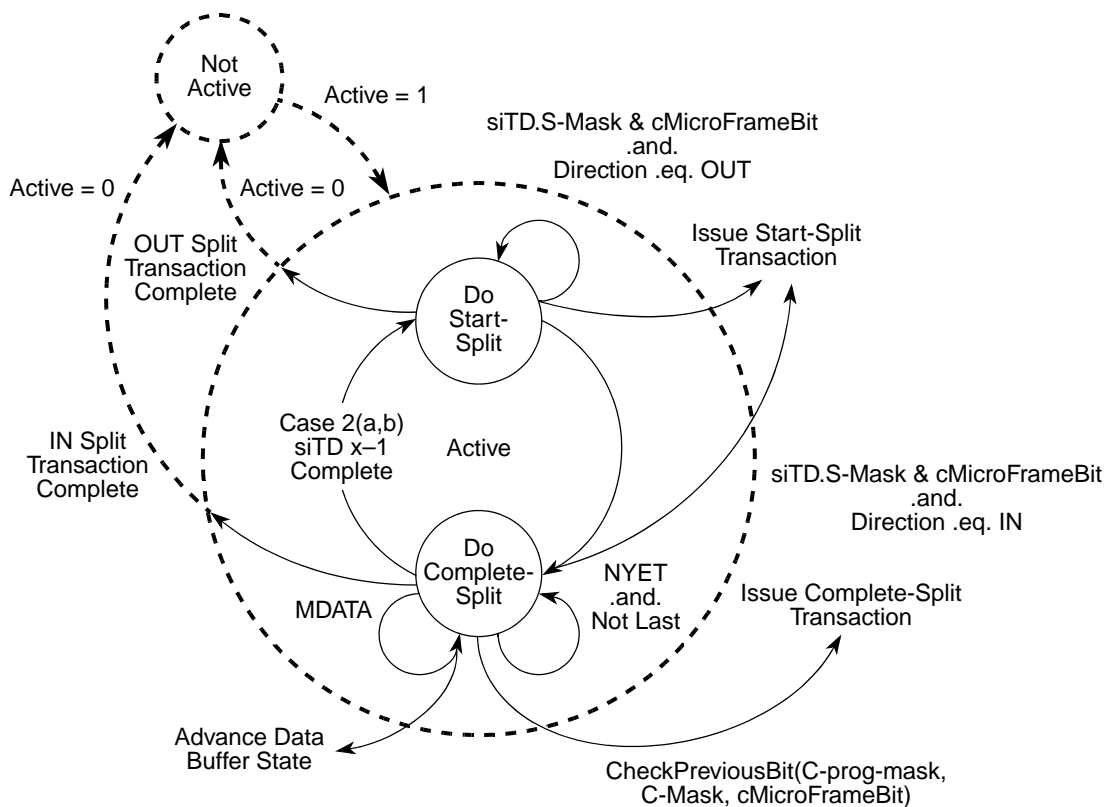 Not
Active
Active = 1
siTD.S-Mask & cMicroFrameBit
.and.
Direction .eq. OUT
Active = 0
Active = 0
OUT Split
Transaction
Complete
Issue Start-Split
Transaction
Do
Start-
Split
Case 2(a,b)
siTD x–1
Complete
Active
IN Split
Transaction
Complete
siTD.S-Mask & cMicroFrameBit
.and.
Direction .eq. IN
Do
Complete-
Split
MDATA
NYET
.and.
Not Last
Issue Complete-Split
Transaction
Advance Data
Buffer State
CheckPreviousBit(C-prog-mask,
C-Mask, cMicroFrameBit)